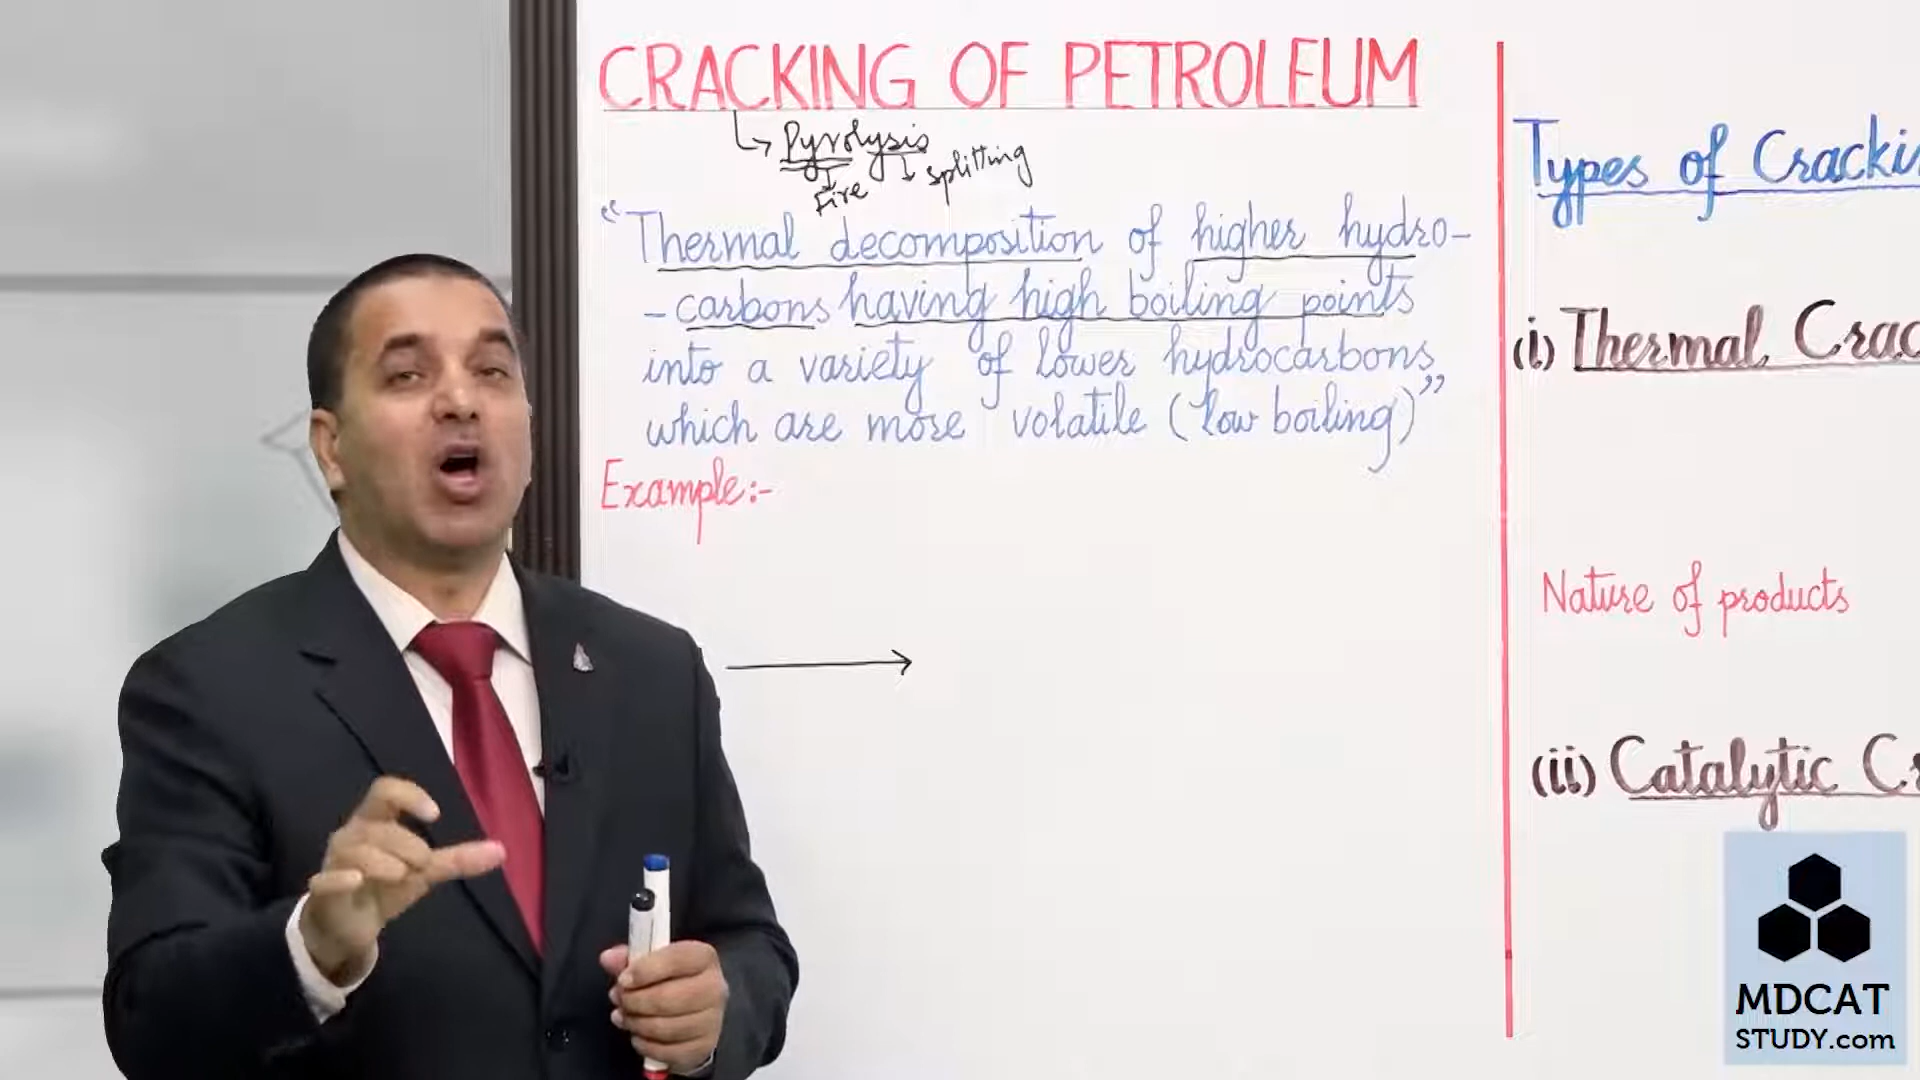 CRACKING OF PETROLEUM
Pyrolysis
Fire
splitting
"Thermal decomposition of higher hydro-
-carbons having high boiling points
into a variety of lower hydrocarbons
which are more volatile (low boiling)"
Example:-
Types of Crackin
(i) Thermal Crac
Nature of products
(ii) Catalytic Cr
MDCAT
STUDY.com